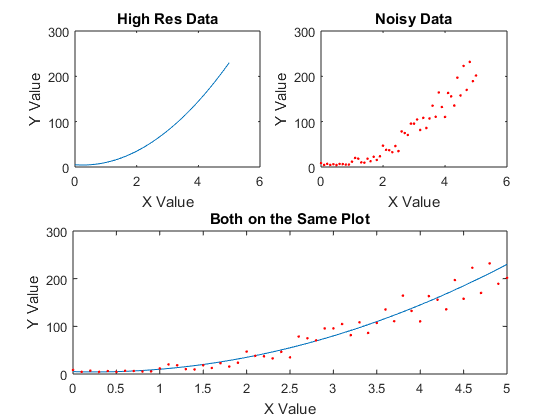 High Res Data
300
200
100
0
0 2 4 6
Y Value
X Value
Noisy Data
300
200
100
0
0 2 4 6
Y Value
X Value
Both on the Same Plot
300
200
100
0
0 0.5 1 1.5 2 2.5 3 3.5 4 4.5 5
Y Value
X Value